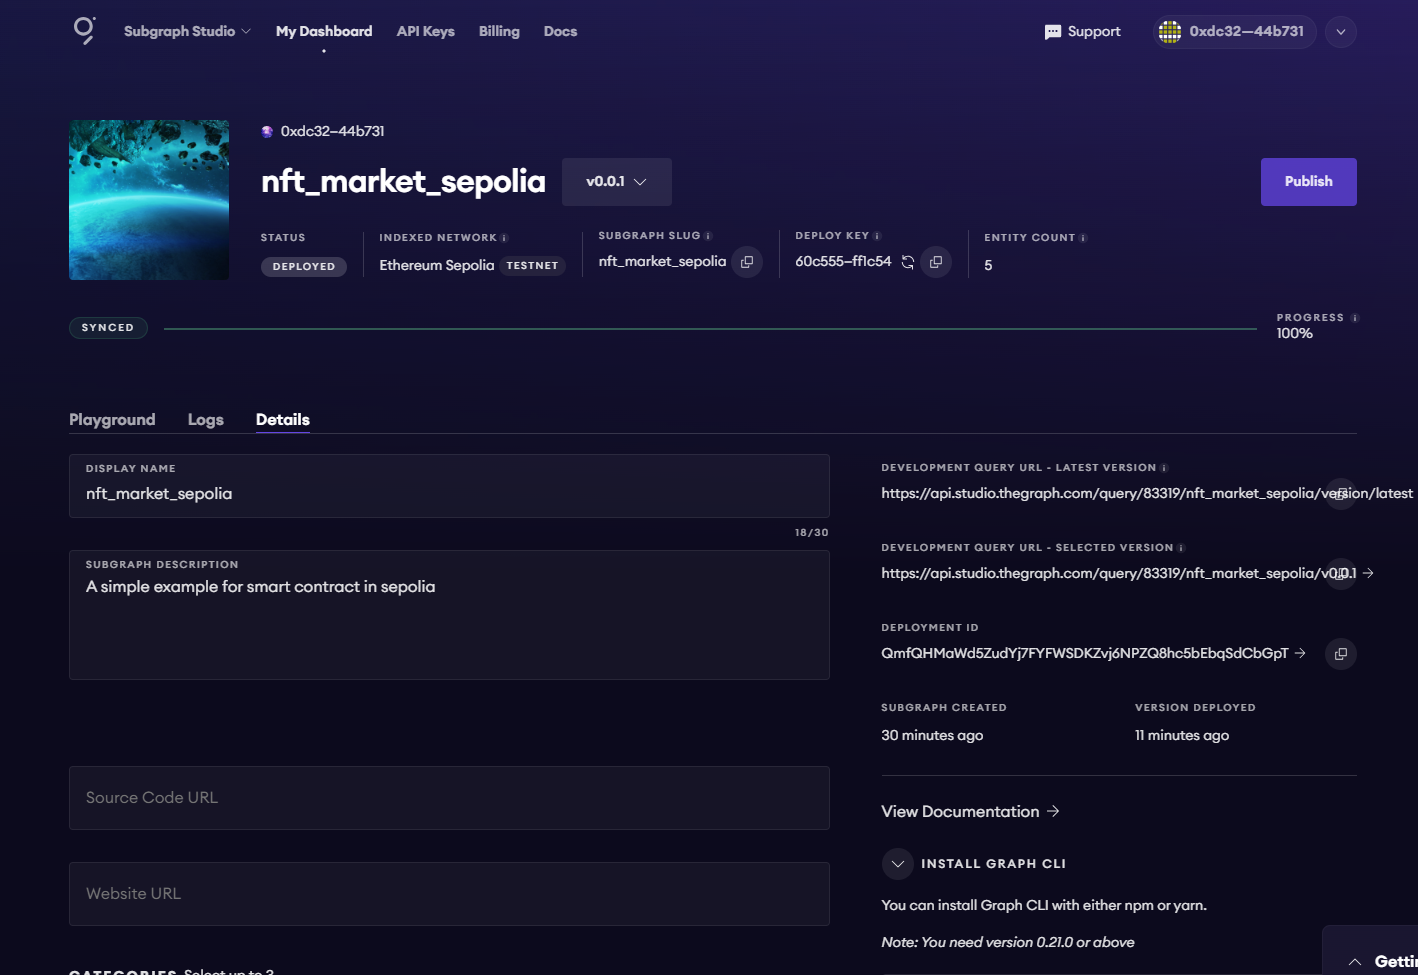 Subgraph Studio My Dashboard API Keys Billing Docs Support 0xdc32—44b731
0xdc32—44b731
nft_market_sepolia v0.0.1 Publish
STATUS INDEXED NETWORK SUBGRAPH SLUG DEPLOY KEY ENTITY COUNT
DEPLOYED Ethereum Sepolia TESTNET nft_market_sepolia 60c555—ff1c54 5
SYNCED PROGRESS
100%
Playground Logs Details
DISPLAY NAME
nft_market_sepolia
18/30
SUBGRAPH DESCRIPTION
A simple example for smart contract in sepolia
Source Code URL
Website URL
CATEGORIES Select up to 3
DEVELOPMENT QUERY URL - LATEST VERSION
https://api.studio.thegraph.com/query/83319/nft_market_sepolia/version/latest
DEVELOPMENT QUERY URL - SELECTED VERSION
https://api.studio.thegraph.com/query/83319/nft_market_sepolia/v0.0.1
DEPLOYMENT ID
QmfQHMaWd5ZudYj7FYFWSDKZvj6NPZQ8hc5bEbqSdCbGpT
SUBGRAPH CREATED VERSION DEPLOYED
30 minutes ago 11 minutes ago
View Documentation
INSTALL GRAPH CLI
You can install Graph CLI with either npm or yarn.
Note: You need version 0.21.0 or above